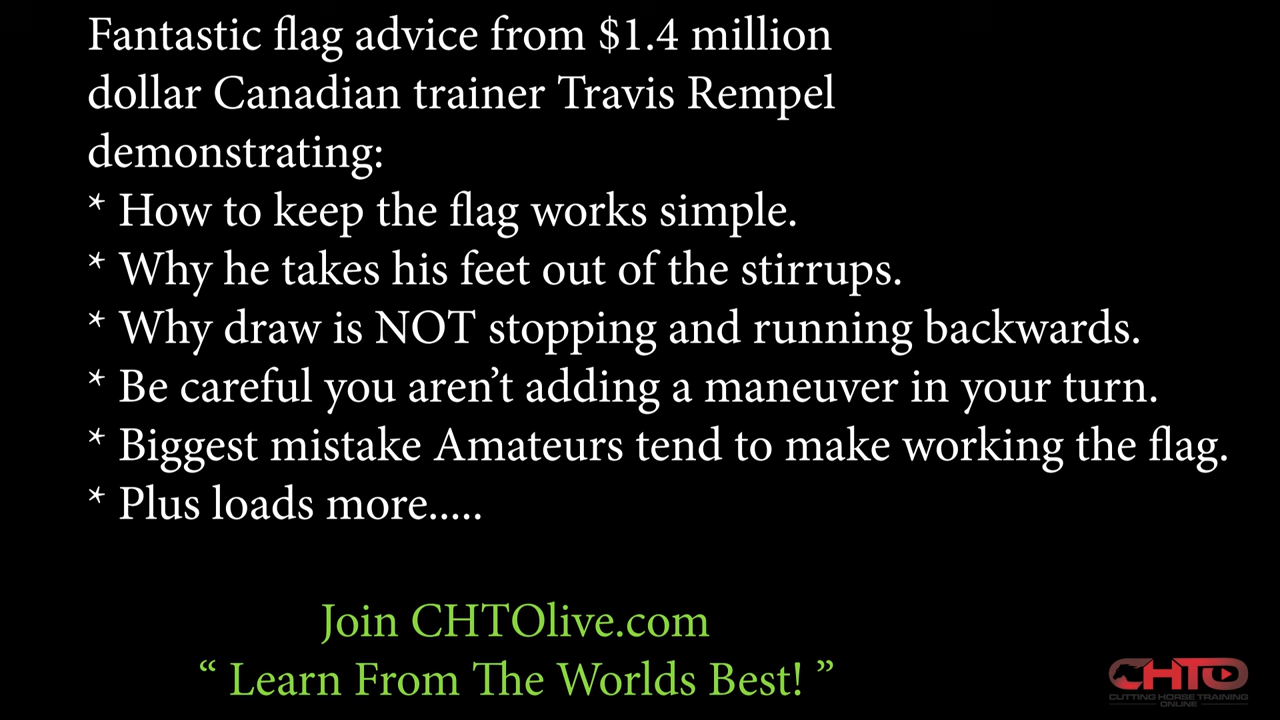 Fantastic flag advice from $1.4 million
dollar Canadian trainer Travis Rempel
demonstrating:
* How to keep the flag works simple.
* Why he takes his feet out of the stirrups.
* Why draw is NOT stopping and running backwards.
* Be careful you aren’t adding a maneuver in your turn.
* Biggest mistake Amateurs tend to make working the flag.
* Plus loads more.....
Join CHTOlive.com
“ Learn From The Worlds Best! ”
CHTO
CUTTING HORSE TRAINING
ONLINE